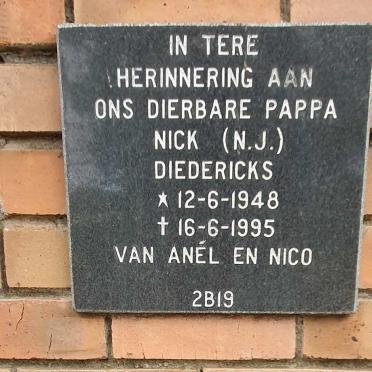 IN TERE
HERINNERING AAN
ONS DIERBARE PAPPA
NICK (N.J.)
DIEDERICKS
* 12-6-1948
† 16-6-1995
VAN ANÉL EN NICO
2B19